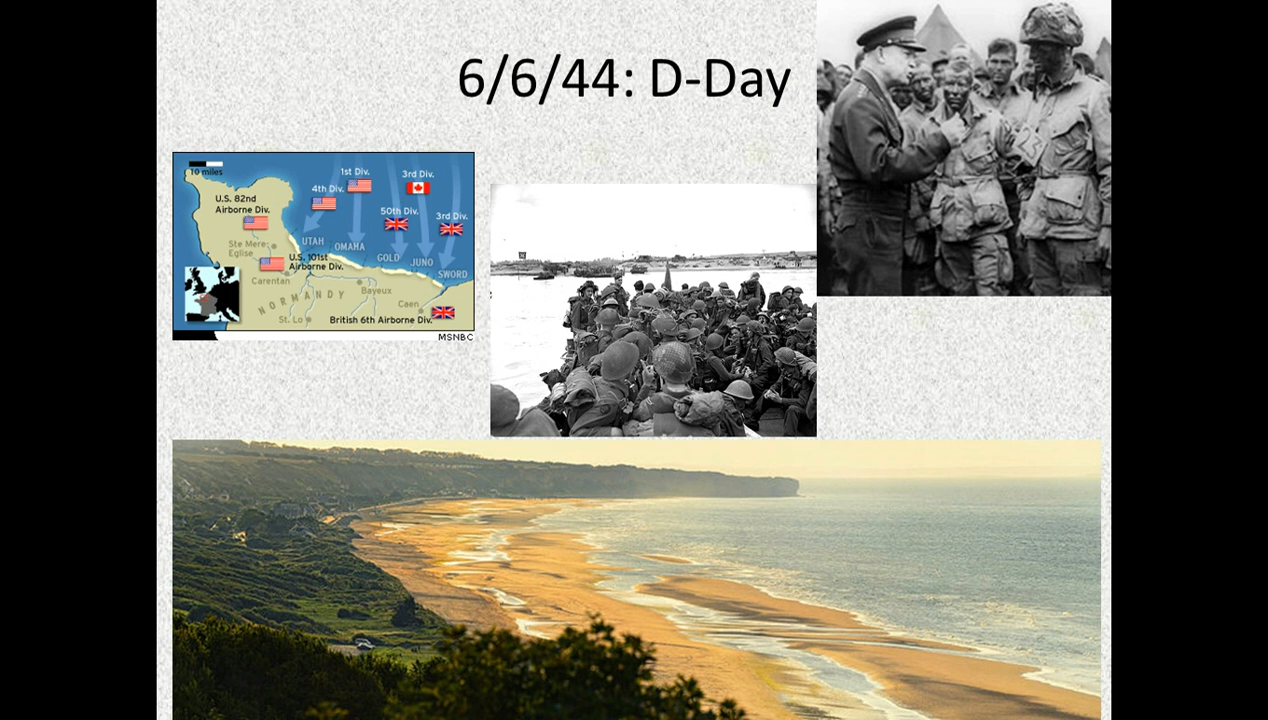 6/6/44: D-Day
10 miles
1st Div.
3rd Div.
4th Div.
U.S. 82nd
Airborne Div.
50th Div.
3rd Div.
Ste Mere-
Eglise
UTAH
OMAHA
U.S. 101st
Airborne Div.
GOLD
JUNO
SWORD
Carentan
Bayeux
NORMANDY
Caen
St. Lo
British 6th Airborne Div.
MSNBC